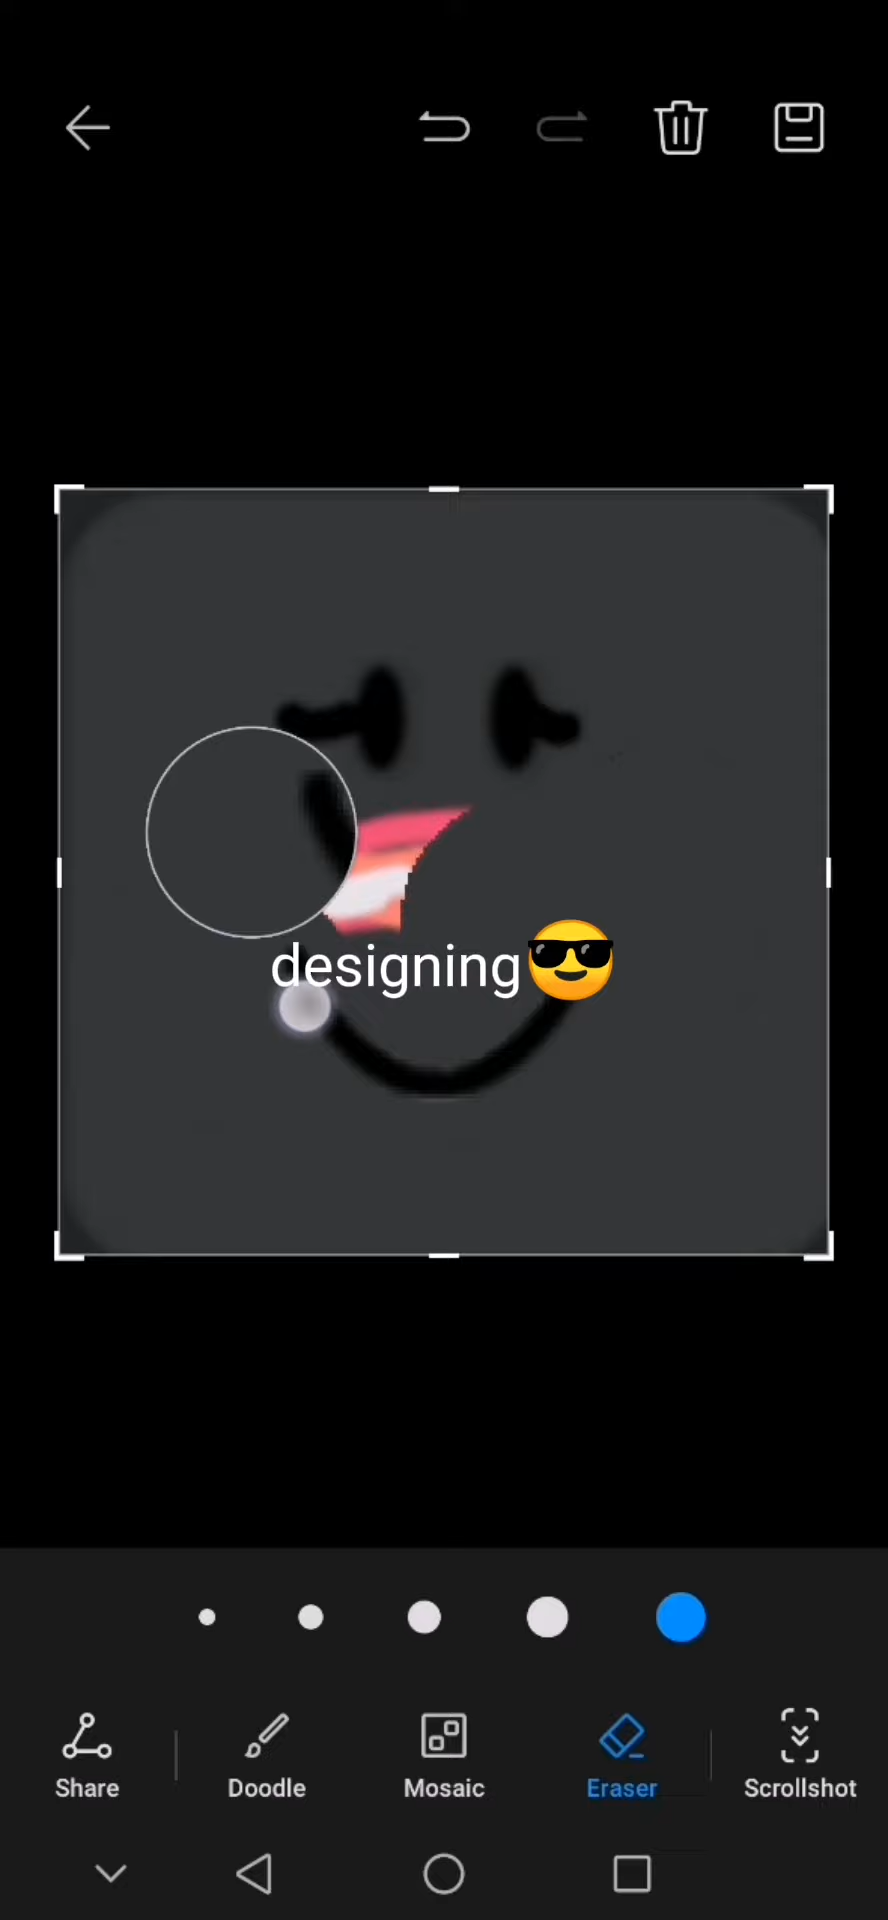 designing😎
Share
Doodle
Mosaic
Eraser
Scrollshot